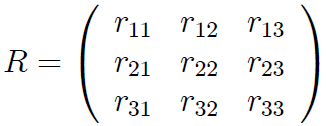 R = ( r11 r12 r13
r21 r22 r23
r31 r32 r33 )